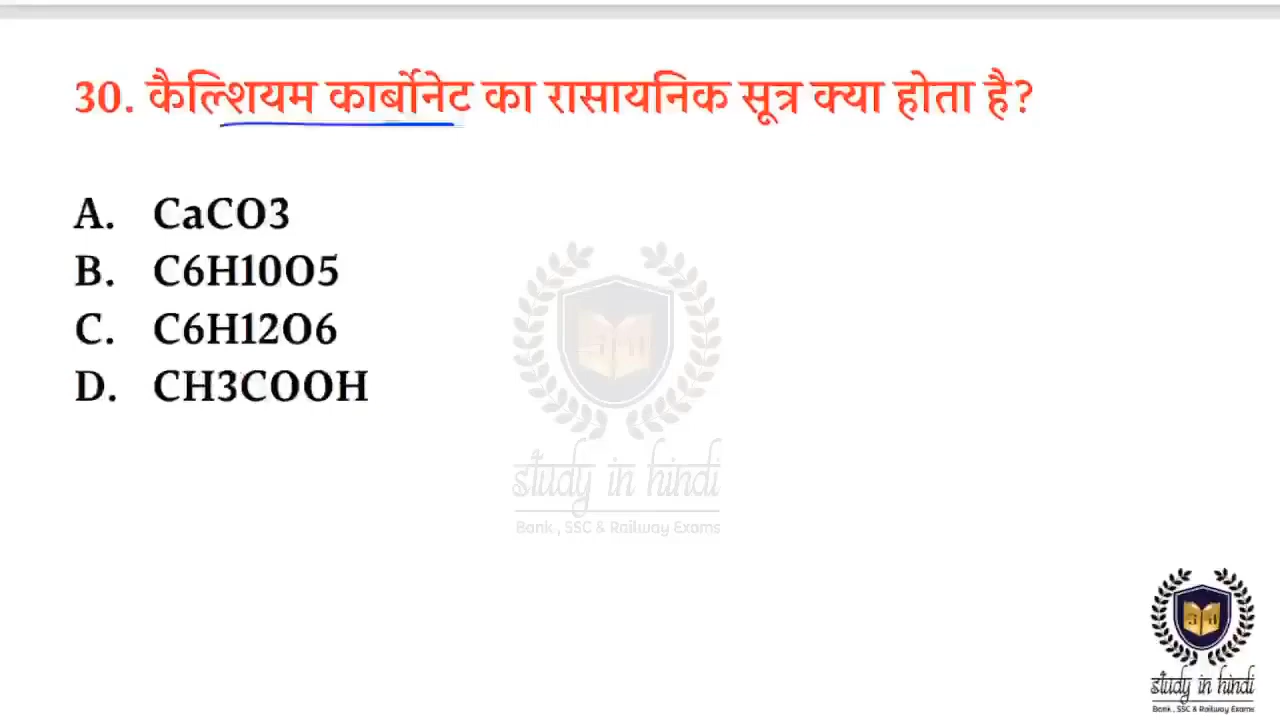 30. कैल्शियम कार्बोनेट का रासायनिक सूत्र क्या होता है?
A. CaCO3
B. C6H10O5
C. C6H12O6
D. CH3COOH
study in hindi
Bank , SSC & Railway Exams
study in hindi
Bank , SSC & Railway Exams